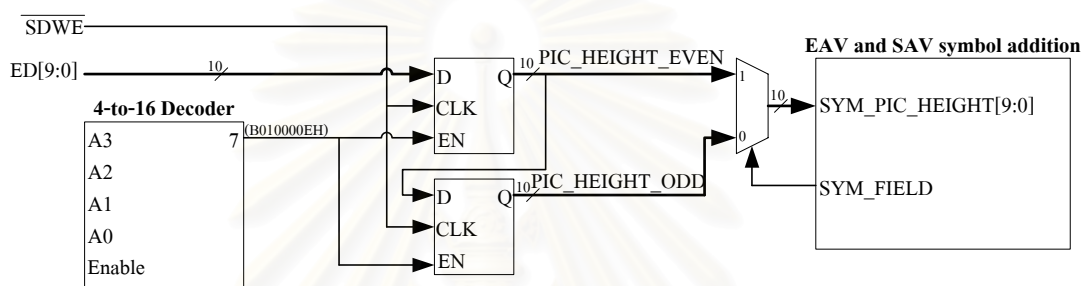 SDWE
ED[9:0]
10
4-to-16 Decoder
A3
A2
A1
A0
Enable
7
(B010000EH)
D
Q
CLK
EN
10
PIC_HEIGHT_EVEN
D
Q
CLK
EN
10
PIC_HEIGHT_ODD
1
0
10
EAV and SAV symbol addition
SYM_PIC_HEIGHT[9:0]
SYM_FIELD